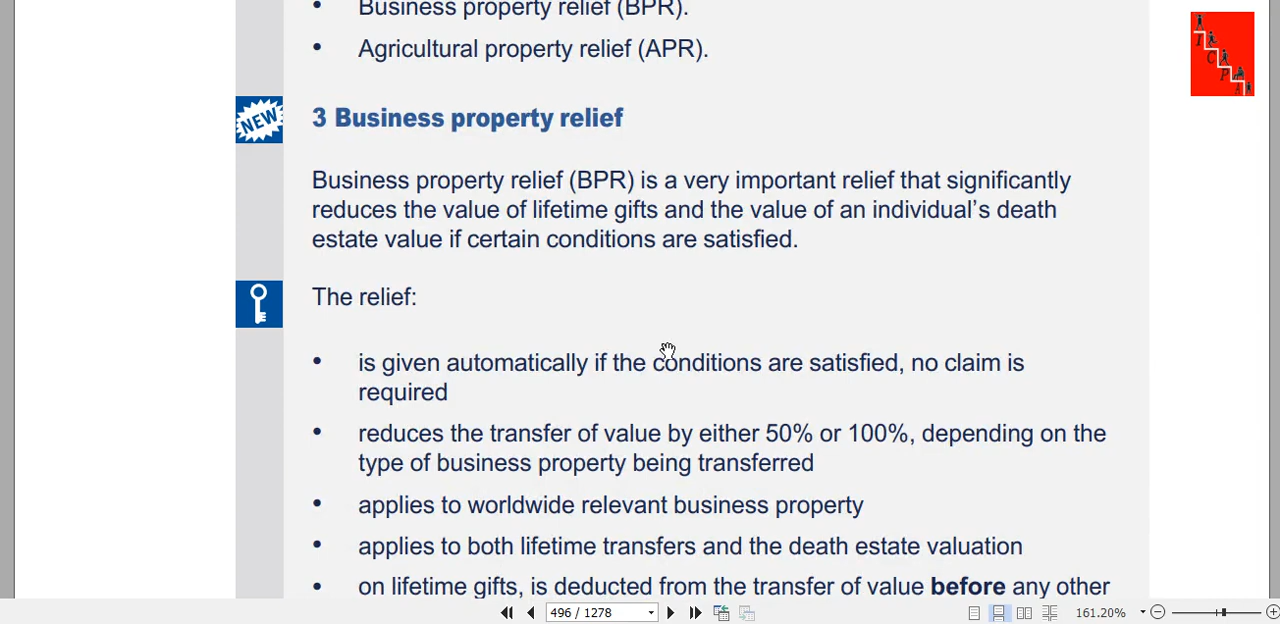 • Business property relief (BPR).
• Agricultural property relief (APR).
I
C
P
A
NEW
3 Business property relief
Business property relief (BPR) is a very important relief that significantly
reduces the value of lifetime gifts and the value of an individual's death
estate value if certain conditions are satisfied.
The relief:
• is given automatically if the conditions are satisfied, no claim is
required
• reduces the transfer of value by either 50% or 100%, depending on the
type of business property being transferred
• applies to worldwide relevant business property
• applies to both lifetime transfers and the death estate valuation
• on lifetime gifts, is deducted from the transfer of value before any other
496 / 1278
161.20%